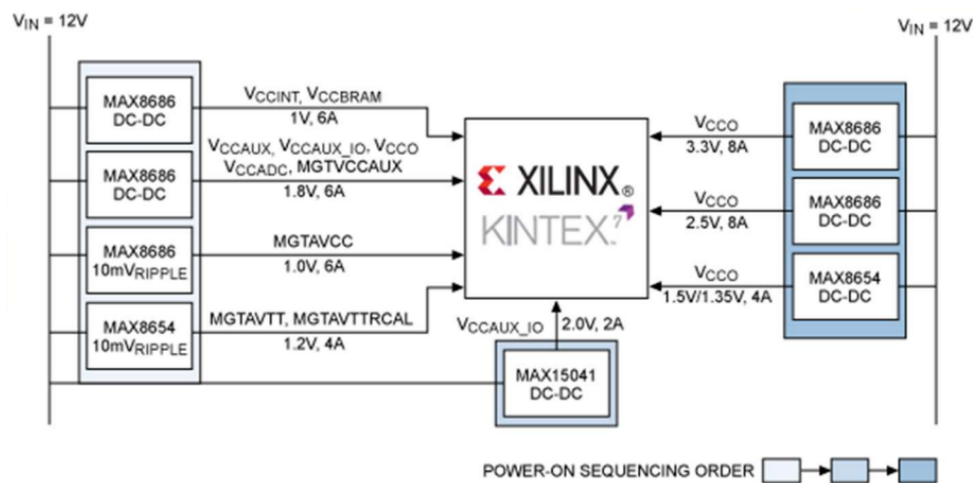 VIN = 12V
VIN = 12V
MAX8686
DC-DC
VCCINT, VCCBRAM
1V, 6A
VCCAUX, VCCAUX_IO, VCCO
VCCADC, MGTVCCAUX
1.8V, 6A
MAX8686
DC-DC
MAX8686
10mVRIPPLE
MGTAVCC
1.0V, 6A
MAX8654
10mVRIPPLE
MGTAVTT, MGTAVTTRCAL
1.2V, 4A
XILINX®
KINTEX™7
VCCO
3.3V, 8A
MAX8686
DC-DC
VCCO
2.5V, 8A
MAX8686
DC-DC
VCCO
1.5V/1.35V, 4A
MAX8654
DC-DC
VCCAUX_IO
2.0V, 2A
MAX15041
DC-DC
POWER-ON SEQUENCING ORDER